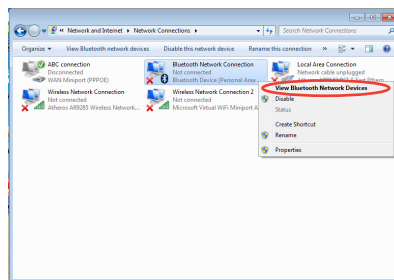 « Network and Internet ▸ Network Connections ▸
Search Network Connections
Organize
View Bluetooth network devices
Disable this network device
Rename this connection
»
ABC connection
Disconnected
WAN Miniport (PPPOE)
Bluetooth Network Connection
Not connected
Bluetooth Device (Personal Area ...
Local Area Connection
Network cable unplugged
Wireless Network Connection
Not connected
Atheros AR9285 Wireless Network...
Wireless Network Connection 2
Not connected
Microsoft Virtual WiFi Miniport A
View Bluetooth Network Devices
Disable
Status
Create Shortcut
Rename
Properties